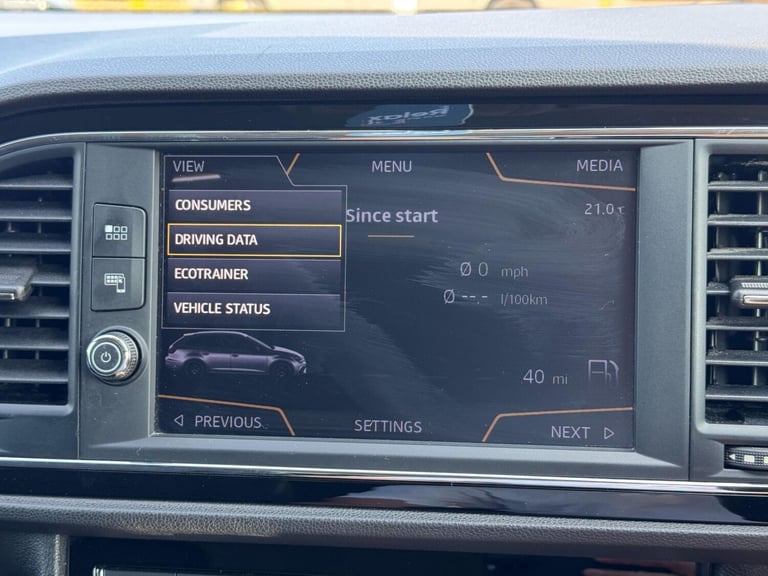 VIEW
MENU
MEDIA
CONSUMERS
DRIVING DATA
ECOTRAINER
VEHICLE STATUS
Since start
21.0
Ø 0 mph
Ø --.- l/100km
40 mi
◁ PREVIOUS
SETTINGS
NEXT ▷